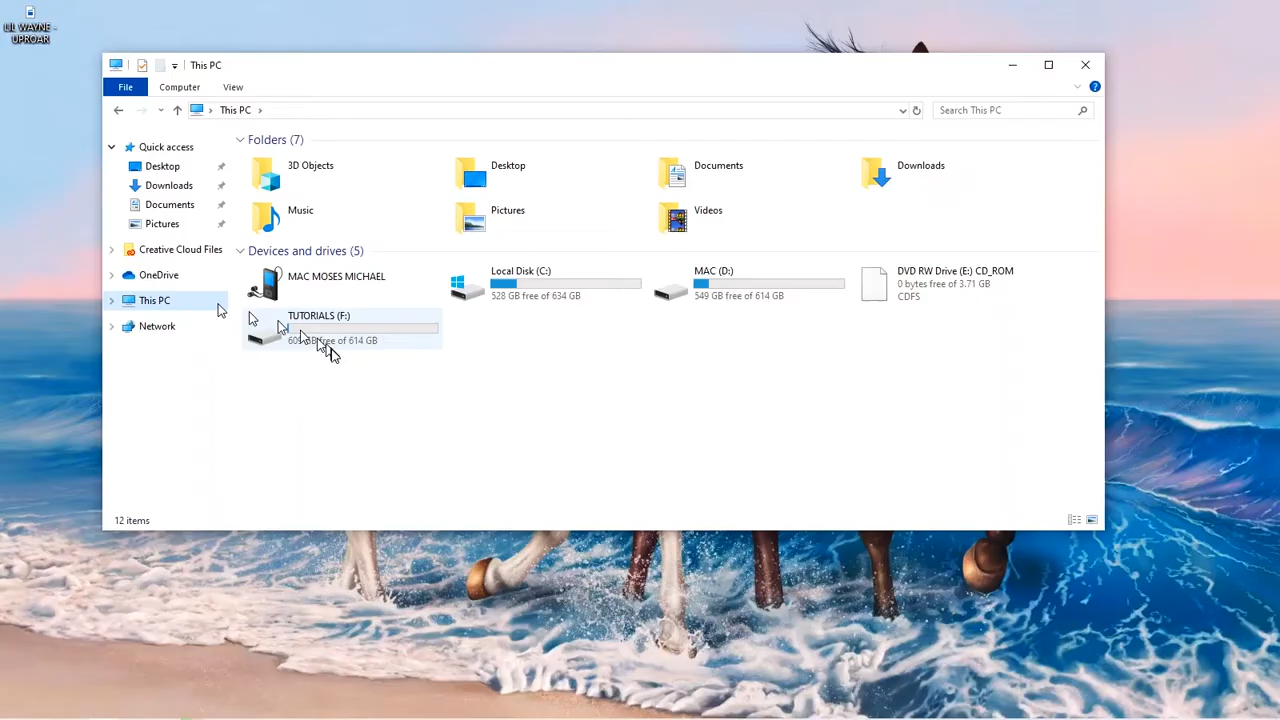 LIL WAYNE -
UPROAR
This PC
File
Computer
View
This PC
Search This PC
Quick access
Desktop
Downloads
Documents
Pictures
Creative Cloud Files
OneDrive
This PC
Network
Folders (7)
3D Objects
Desktop
Documents
Downloads
Music
Pictures
Videos
Devices and drives (5)
MAC MOSES MICHAEL
Local Disk (C:)
528 GB free of 634 GB
MAC (D:)
549 GB free of 614 GB
DVD RW Drive (E:) CD_ROM
0 bytes free of 3.71 GB
CDFS
TUTORIALS (F:)
free of 614 GB
12 items